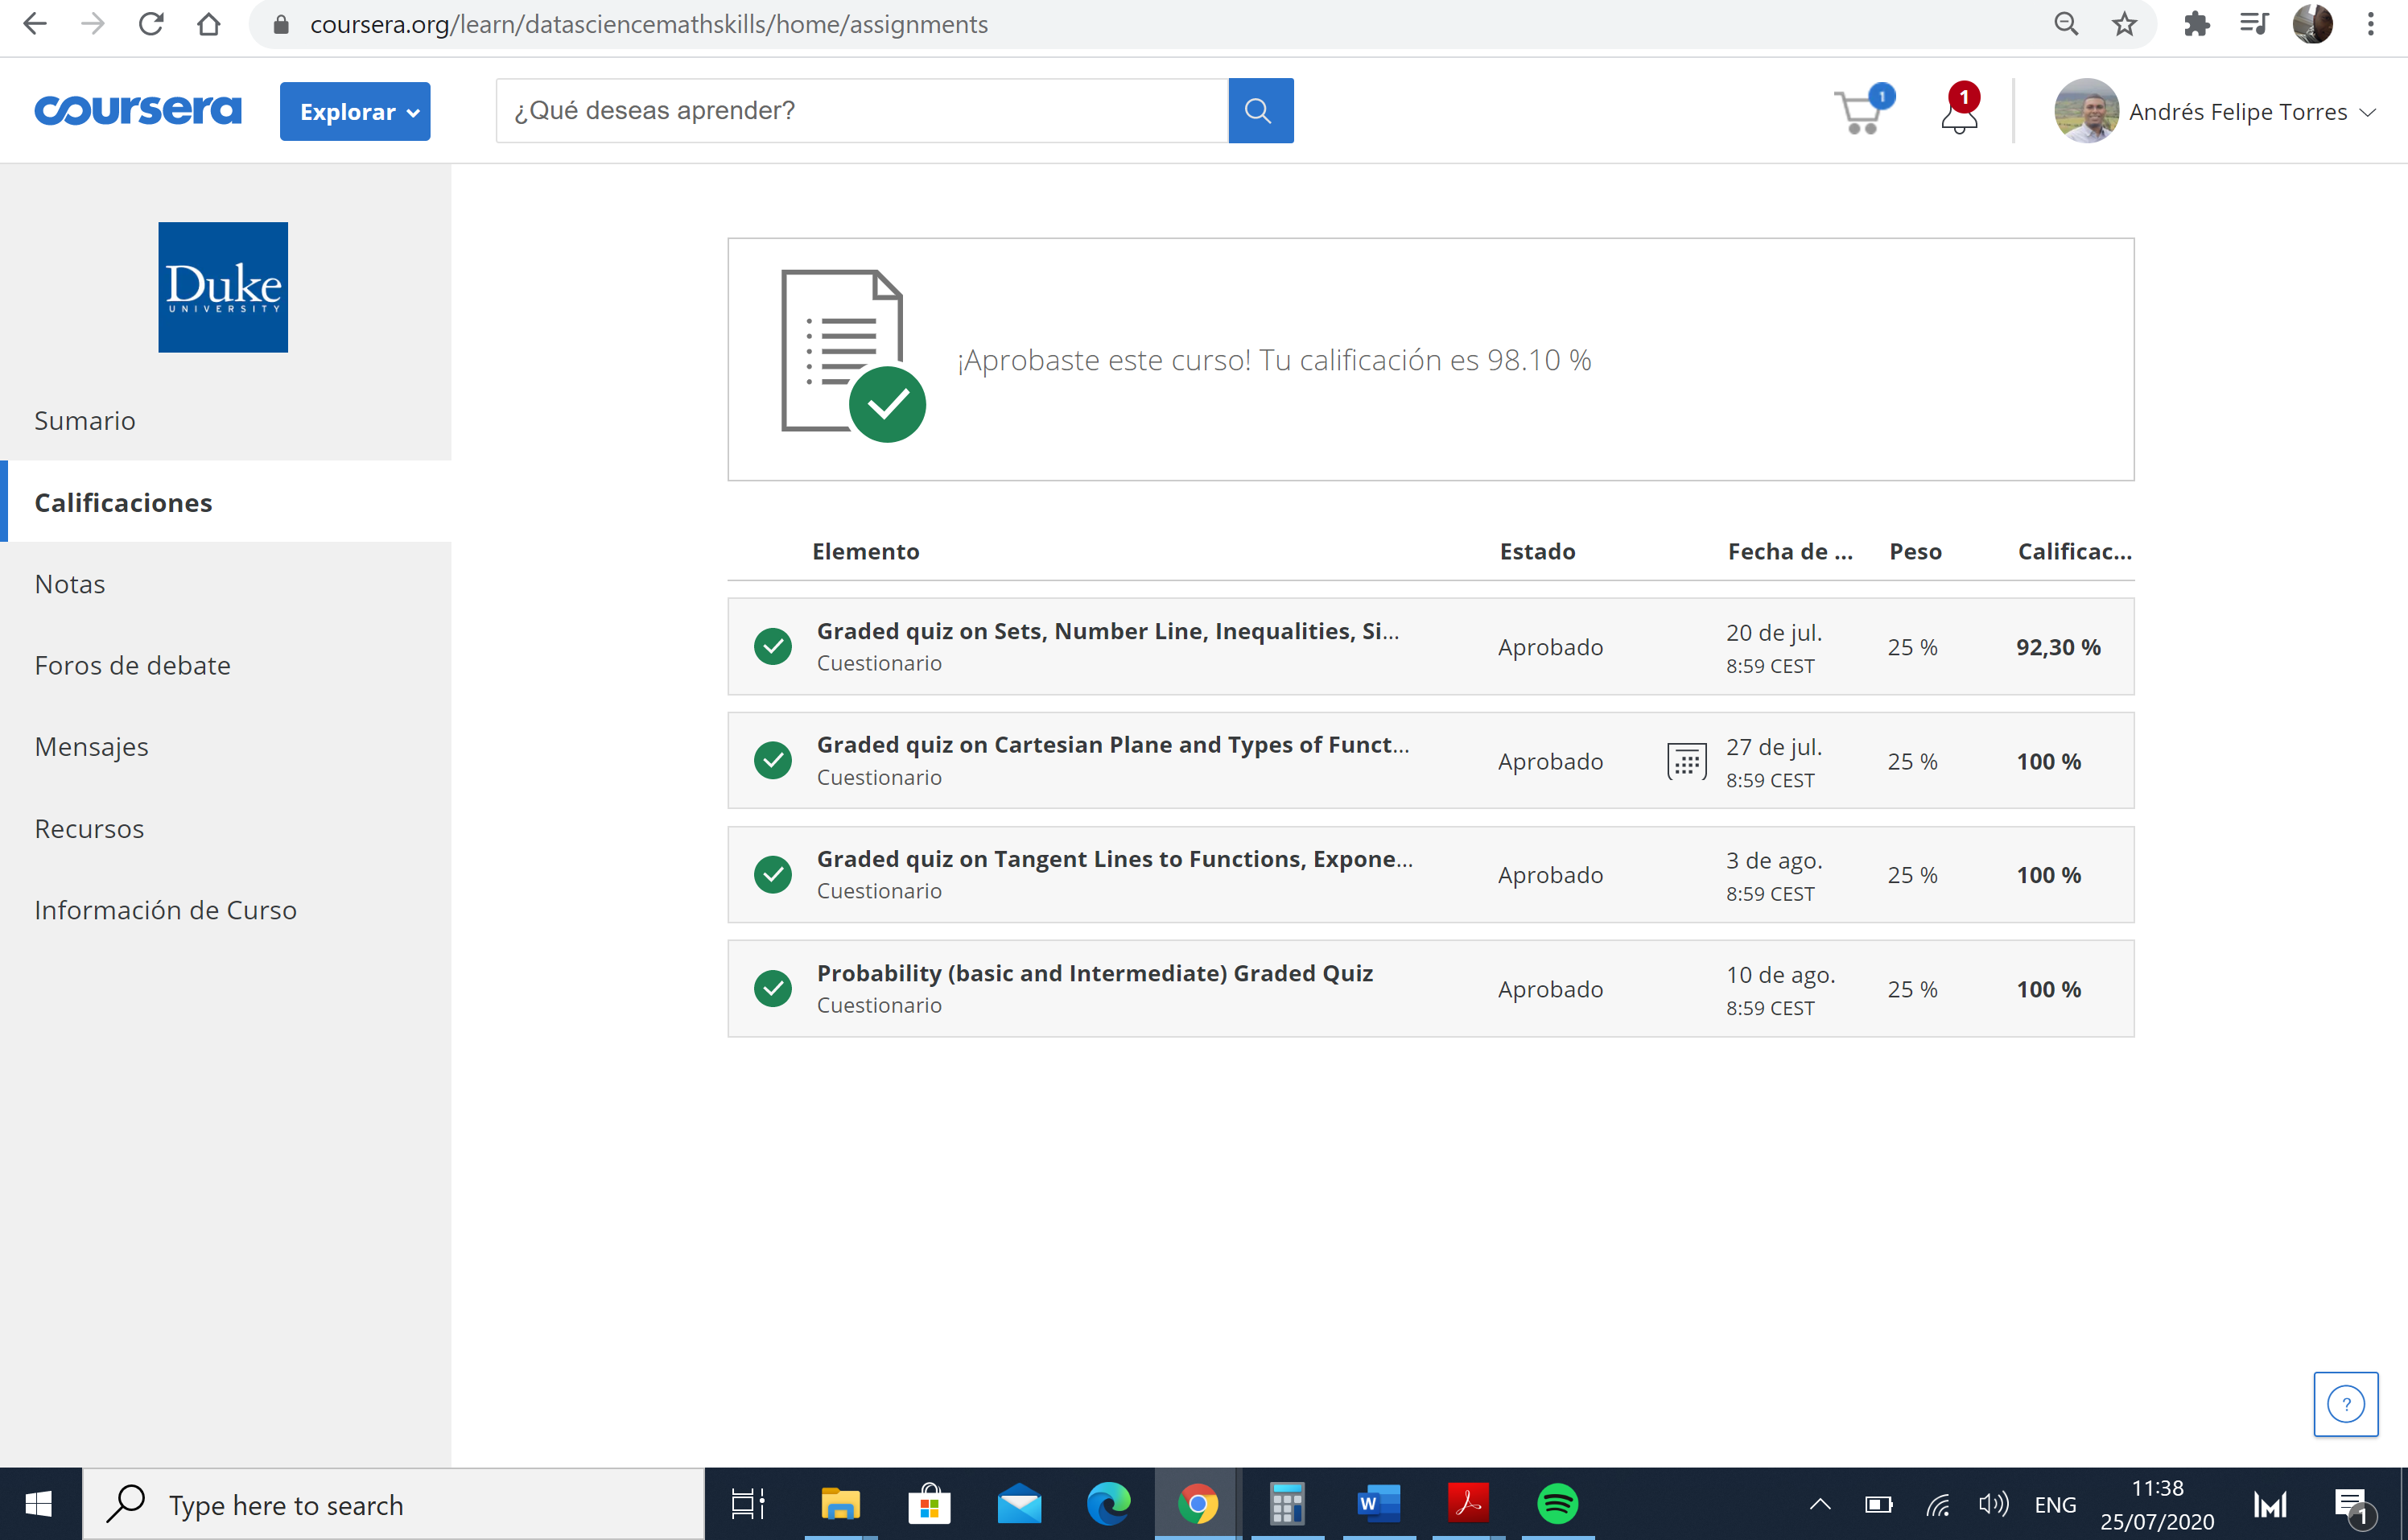 coursera.org/learn/datasciencemathskills/home/assignments
coursera
Explorar
¿Qué deseas aprender?
1
1
Andrés Felipe Torres
Duke
UNIVERSITY
Sumario
Calificaciones
Notas
Foros de debate
Mensajes
Recursos
Información de Curso
¡Aprobaste este curso! Tu calificación es 98.10 %
Elemento Estado Fecha de ... Peso Calificac...
Graded quiz on Sets, Number Line, Inequalities, Si...
Cuestionario
Aprobado
20 de jul.
8:59 CEST
25 %
92,30 %
Graded quiz on Cartesian Plane and Types of Funct...
Cuestionario
Aprobado
27 de jul.
8:59 CEST
25 %
100 %
Graded quiz on Tangent Lines to Functions, Expone...
Cuestionario
Aprobado
3 de ago.
8:59 CEST
25 %
100 %
Probability (basic and Intermediate) Graded Quiz
Cuestionario
Aprobado
10 de ago.
8:59 CEST
25 %
100 %
?
Type here to search
W
ENG
11:38
25/07/2020
1